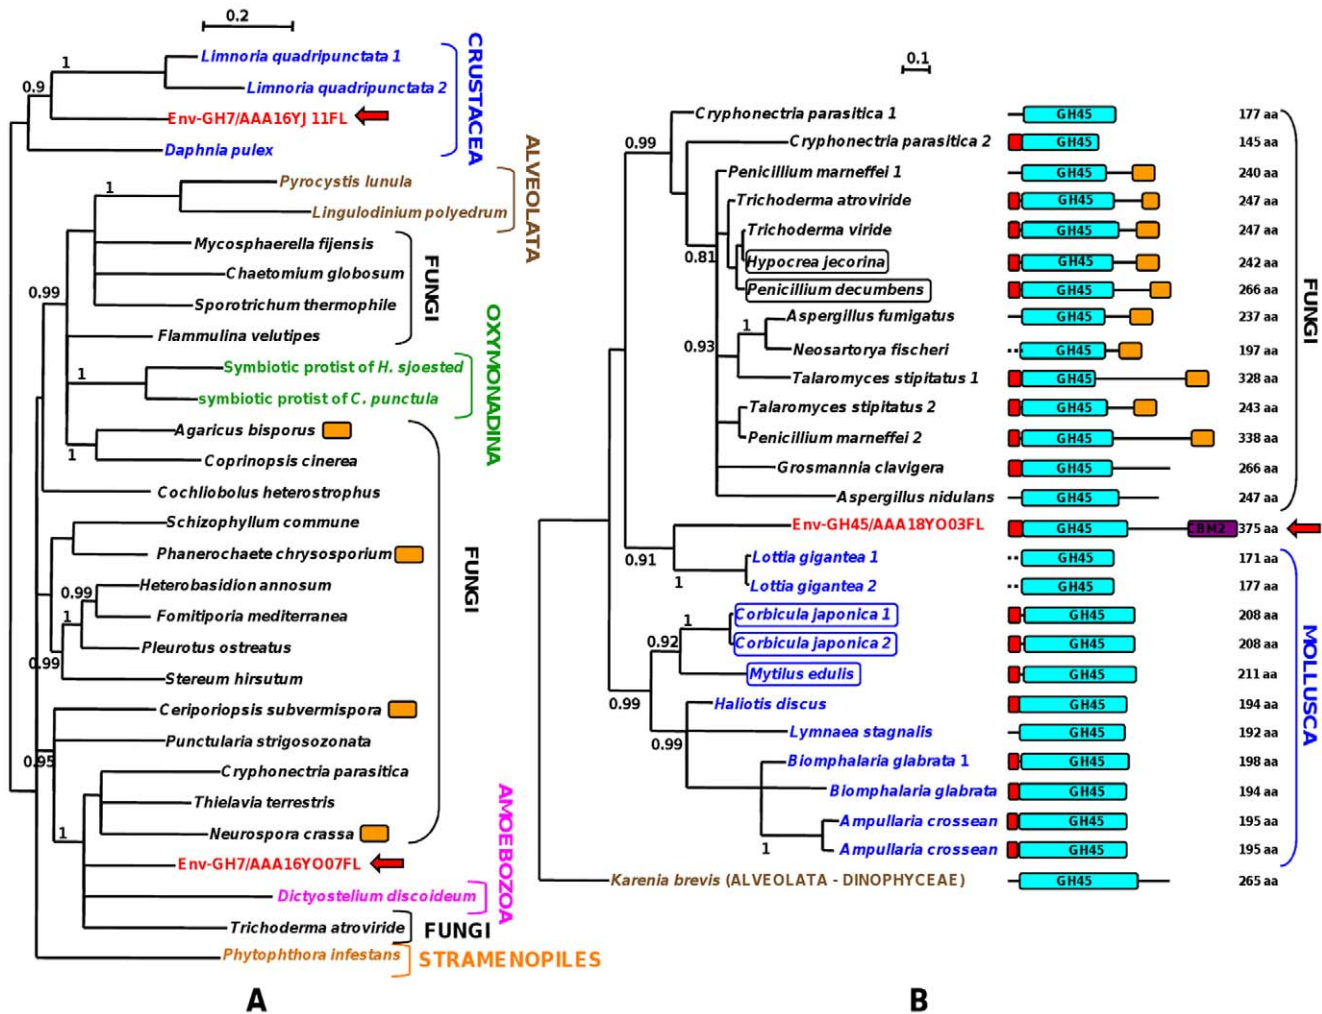 0.2
Limnoria quadripunctata 1
1
Limnoria quadripunctata 2
0.9
Env-GH7/AAA16YJ 11FL
Daphnia pulex
CRUSTACEA
Pyrocystis lunula
1
Lingulodinium polyedrum
ALVEOLATA
Mycosphaerella fijensis
Chaetomium globosum
0.99
Sporotrichum thermophile
Flammulina velutipes
FUNGI
Symbiotic protist of H. sjoested
1
symbiotic protist of C. punctula
OXYMONADINA
Agaricus bisporus
1
Coprinopsis cinerea
Cochliobolus heterostrophus
Schizophyllum commune
Phanerochaete chrysosporium
Heterobasidion annosum
0.99
Fomitiporia mediterranea
1
Pleurotus ostreatus
0.99
Stereum hirsutum
Ceriporiopsis subvermispora
Punctularia strigosozonata
0.95
Cryphonectria parasitica
Thielavia terrestris
1
Neurospora crassa
FUNGI
Env-GH7/AAA16YO07FL
Dictyostelium discoideum
AMOEBOZOA
Trichoderma atroviride
FUNGI
Phytophthora infestans
STRAMENOPILES
A
0.1
Cryphonectria parasitica 1 GH45 177 aa
0.99
Cryphonectria parasitica 2 GH45 145 aa
Penicillium marneffei 1 GH45 240 aa
Trichoderma atroviride GH45 247 aa
Trichoderma viride GH45 247 aa
0.81
Hypocrea jecorina GH45 242 aa
Penicillium decumbens GH45 266 aa
Aspergillus fumigatus GH45 237 aa
1
0.93
Neosartorya fischeri GH45 197 aa
Talaromyces stipitatus 1 GH45 328 aa
Talaromyces stipitatus 2 GH45 243 aa
Penicillium marneffei 2 GH45 338 aa
Grosmannia clavigera GH45 266 aa
Aspergillus nidulans GH45 247 aa
FUNGI
Env-GH45/AAA18YO03FL GH45 CBM2 375 aa
0.91
Lottia gigantea 1 GH45 171 aa
1
Lottia gigantea 2 GH45 177 aa
Corbicula japonica 1 GH45 208 aa
1
0.92
Corbicula japonica 2 GH45 208 aa
Mytilus edulis GH45 211 aa
0.99
Haliotis discus GH45 194 aa
Lymnaea stagnalis GH45 192 aa
0.99
Biomphalaria glabrata 1 GH45 198 aa
Biomphalaria glabrata GH45 194 aa
Ampullaria crossean GH45 195 aa
1
Ampullaria crossean GH45 195 aa
MOLLUSCA
Karenia brevis (ALVEOLATA - DINOPHYCEAE) GH45 265 aa
B